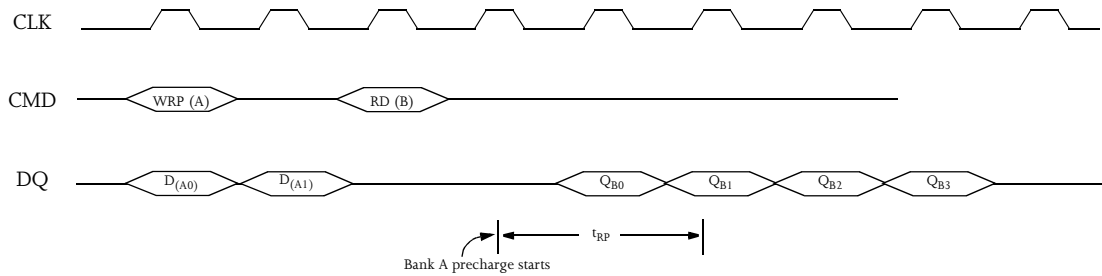 CLK
CMD WRP (A) RD (B)
DQ D(A0) D(A1) QB0 QB1 QB2 QB3
tRP
Bank A precharge starts